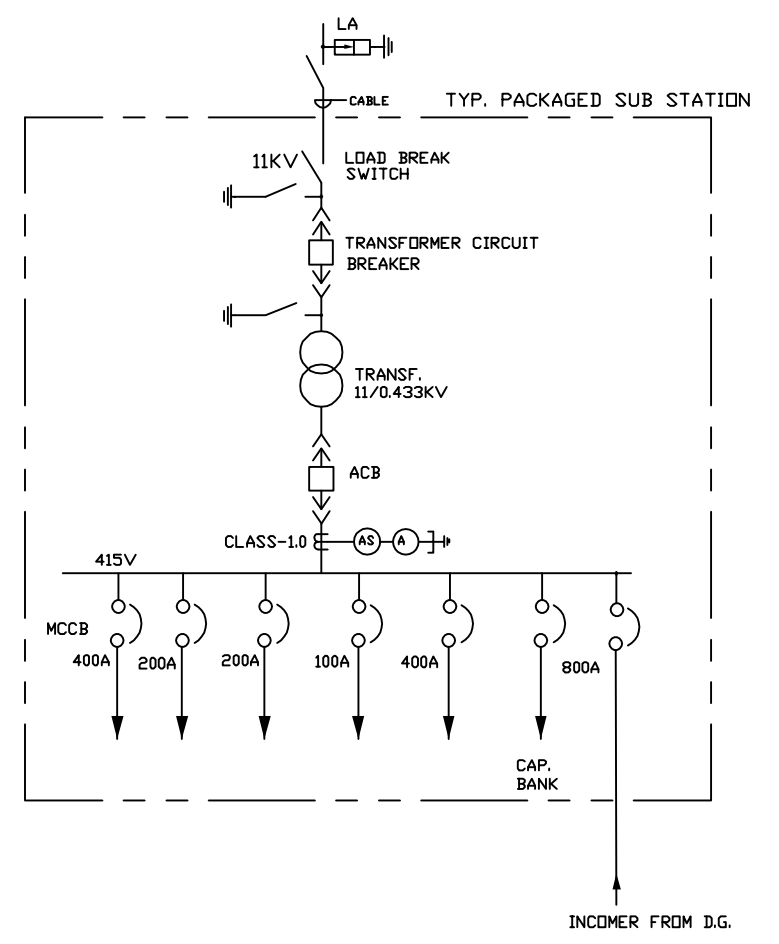 LA
CABLE
TYP. PACKAGED SUB STATION
11KV
LOAD BREAK
SWITCH
TRANSFORMER CIRCUIT
BREAKER
TRANSF.
11/0.433KV
ACB
CLASS-1.0
AS
A
415V
MCCB
400A
200A
200A
100A
400A
800A
CAP.
BANK
INCOMER FROM D.G.